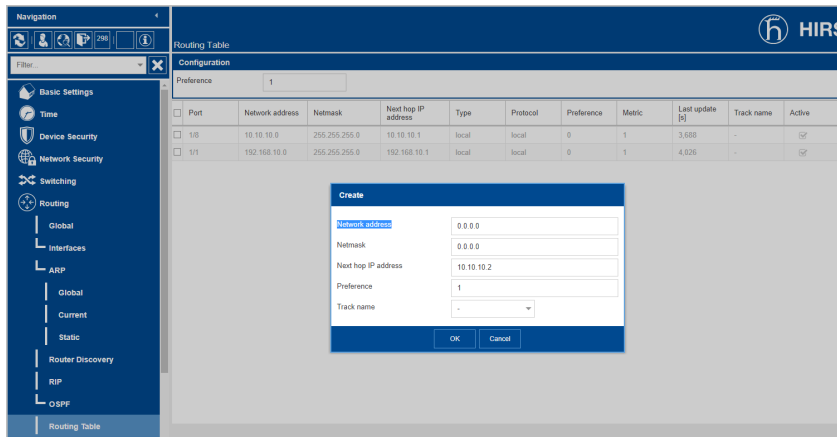 Navigation
298
Filter...
Basic Settings
Time
Device Security
Network Security
Switching
Routing
Global
Interfaces
ARP
Global
Current
Static
Router Discovery
RIP
OSPF
Routing Table
Routing Table
HIRS
Configuration
Preference 1
Port Network address Netmask Next hop IP address Type Protocol Preference Metric Last update [s] Track name Active
1/8 10.10.10.0 255.255.255.0 10.10.10.1 local local 0 1 3,688 -
1/1 192.168.10.0 255.255.255.0 192.168.10.1 local local 0 1 4,026 -
Create
Network address 0.0.0.0
Netmask 0.0.0.0
Next hop IP address 10.10.10.2
Preference 1
Track name -
OK Cancel